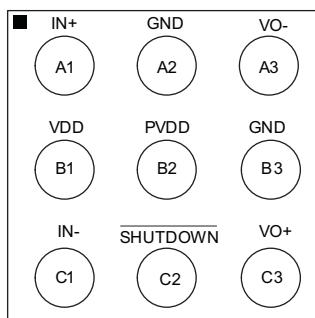 IN+ GND VO-
A1 A2 A3
VDD PVDD GND
B1 B2 B3
IN- SHUTDOWN VO+
C1 C2 C3